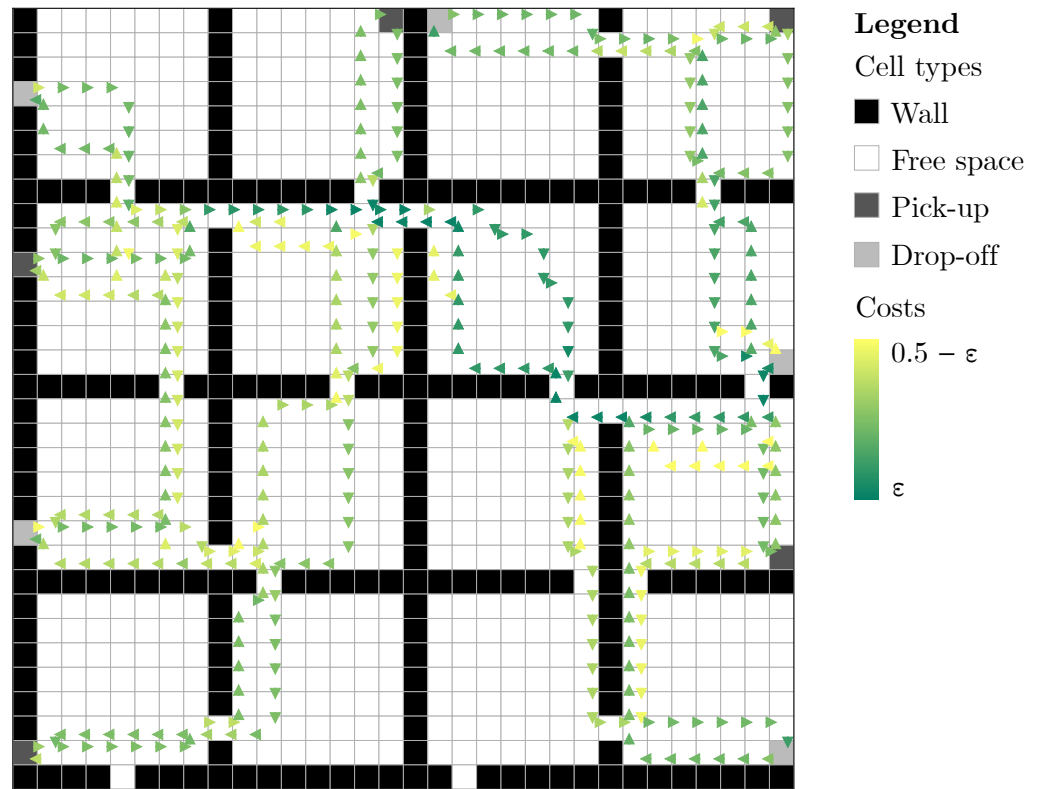 Legend
Cell types
Wall
Free space
Pick-up
Drop-off
Costs
0.5 − ε
ε